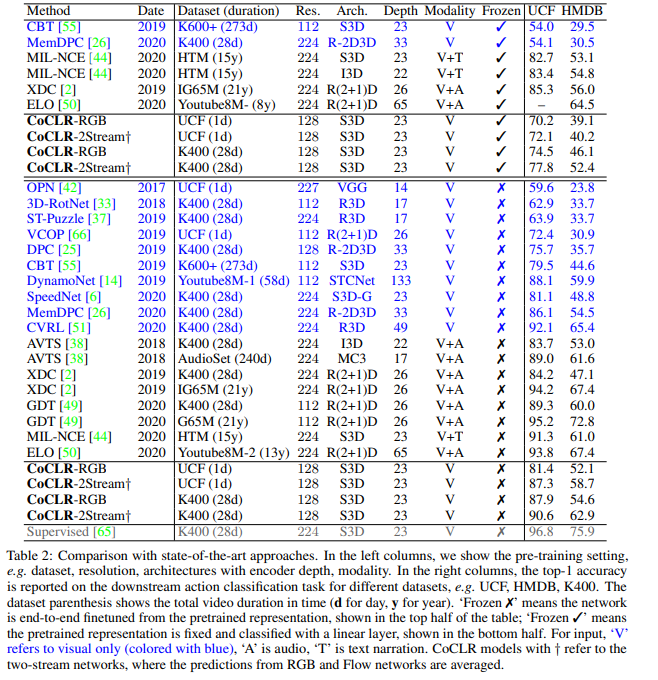 Method Date Dataset (duration) Res. Arch. Depth Modality Frozen UCF HMDB
CBT [55] 2019 K600+ (273d) 112 S3D 23 V ✓ 54.0 29.5
MemDPC [26] 2020 K400 (28d) 224 R-2D3D 33 V ✓ 54.1 30.5
MIL-NCE [44] 2020 HTM (15y) 224 S3D 23 V+T ✓ 82.7 53.1
MIL-NCE [44] 2020 HTM (15y) 224 I3D 22 V+T ✓ 83.4 54.8
XDC [2] 2019 IG65M (21y) 224 R(2+1)D 26 V+A ✓ 85.3 56.0
ELO [50] 2020 Youtube8M- (8y) 224 R(2+1)D 65 V+A ✓ – 64.5
CoCLR-RGB UCF (1d) 128 S3D 23 V ✓ 70.2 39.1
CoCLR-2Stream† UCF (1d) 128 S3D 23 V ✓ 72.1 40.2
CoCLR-RGB K400 (28d) 128 S3D 23 V ✓ 74.5 46.1
CoCLR-2Stream† K400 (28d) 128 S3D 23 V ✓ 77.8 52.4
OPN [42] 2017 UCF (1d) 227 VGG 14 V ✗ 59.6 23.8
3D-RotNet [33] 2018 K400 (28d) 112 R3D 17 V ✗ 62.9 33.7
ST-Puzzle [37] 2019 K400 (28d) 224 R3D 17 V ✗ 63.9 33.7
VCOP [66] 2019 UCF (1d) 112 R(2+1)D 26 V ✗ 72.4 30.9
DPC [25] 2019 K400 (28d) 128 R-2D3D 33 V ✗ 75.7 35.7
CBT [55] 2019 K600+ (273d) 112 S3D 23 V ✗ 79.5 44.6
DynamoNet [14] 2019 Youtube8M-1 (58d) 112 STCNet 133 V ✗ 88.1 59.9
SpeedNet [6] 2020 K400 (28d) 224 S3D-G 23 V ✗ 81.1 48.8
MemDPC [26] 2020 K400 (28d) 224 R-2D3D 33 V ✗ 86.1 54.5
CVRL [51] 2020 K400 (28d) 224 R3D 49 V ✗ 92.1 65.4
AVTS [38] 2018 K400 (28d) 224 I3D 22 V+A ✗ 83.7 53.0
AVTS [38] 2018 AudioSet (240d) 224 MC3 17 V+A ✗ 89.0 61.6
XDC [2] 2019 K400 (28d) 224 R(2+1)D 26 V+A ✗ 84.2 47.1
XDC [2] 2019 IG65M (21y) 224 R(2+1)D 26 V+A ✗ 94.2 67.4
GDT [49] 2020 K400 (28d) 112 R(2+1)D 26 V+A ✗ 89.3 60.0
GDT [49] 2020 G65M (21y) 112 R(2+1)D 26 V+A ✗ 95.2 72.8
MIL-NCE [44] 2020 HTM (15y) 224 S3D 23 V+T ✗ 91.3 61.0
ELO [50] 2020 Youtube8M-2 (13y) 224 R(2+1)D 65 V+A ✗ 93.8 67.4
CoCLR-RGB UCF (1d) 128 S3D 23 V ✗ 81.4 52.1
CoCLR-2Stream† UCF (1d) 128 S3D 23 V ✗ 87.3 58.7
CoCLR-RGB K400 (28d) 128 S3D 23 V ✗ 87.9 54.6
CoCLR-2Stream† K400 (28d) 128 S3D 23 V ✗ 90.6 62.9
Supervised [65] K400 (28d) 224 S3D 23 V ✗ 96.8 75.9
Table 2: Comparison with state-of-the-art approaches. In the left columns, we show the pre-training setting,
e.g. dataset, resolution, architectures with encoder depth, modality. In the right columns, the top-1 accuracy
is reported on the downstream action classification task for different datasets, e.g. UCF, HMDB, K400. The
dataset parenthesis shows the total video duration in time (d for day, y for year). ‘Frozen ✗’ means the network
is end-to-end finetuned from the pretrained representation, shown in the top half of the table; ‘Frozen ✓’ means
the pretrained representation is fixed and classified with a linear layer, shown in the bottom half. For input, ‘V’
refers to visual only (colored with blue), ‘A’ is audio, ‘T’ is text narration. CoCLR models with † refer to the
two-stream networks, where the predictions from RGB and Flow networks are averaged.